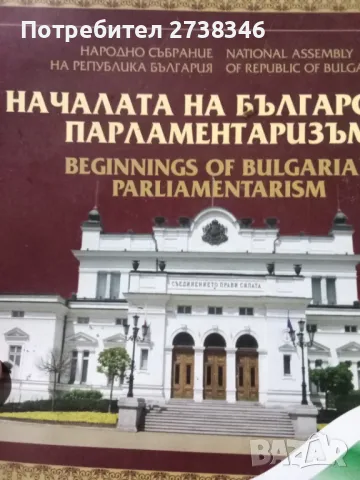 Потребител 2738346
НАРОДНО СЪБРАНИЕ NATIONAL ASSEMBLY
НА РЕПУБЛИКА БЪЛГАРИЯ OF REPUBLIC OF BULGA
НАЧАЛАТА НА БЪЛГАРО
ПАРЛАМЕНТАРИЗЪМ
BEGINNINGS OF BULGARIA
PARLIAMENTARISM
СЪЕДИНЕНИЕТО ПРАВИ СИЛАТА
BAZAR